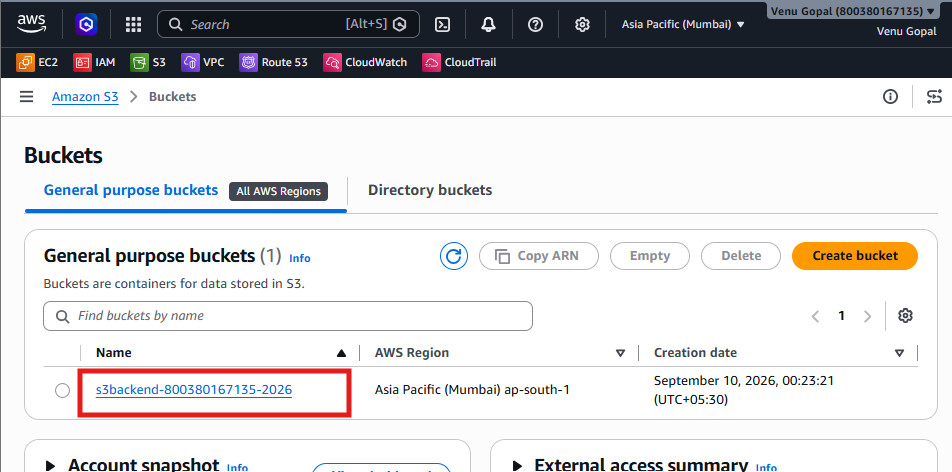 aws
Search [Alt+S]
Asia Pacific (Mumbai)
Venu Gopal (800380167135)
Venu Gopal
EC2 IAM S3 VPC Route 53 CloudWatch CloudTrail
Amazon S3 > Buckets
Buckets
General purpose buckets All AWS Regions Directory buckets
General purpose buckets (1) Info
Copy ARN Empty Delete Create bucket
Buckets are containers for data stored in S3.
Find buckets by name
1
Name AWS Region Creation date
s3backend-800380167135-2026 Asia Pacific (Mumbai) ap-south-1 September 10, 2026, 00:23:21
(UTC+05:30)
Account snapshot Info
External access summary Info